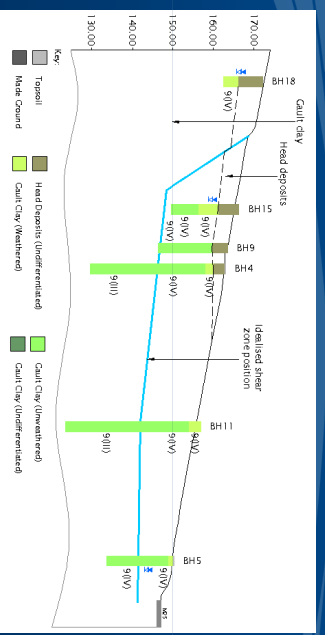 130.00
140.00
150.00
160.00
170.00
BH18
9(IV)
Gault clay
Head deposits
BH15
9(IV)
9(IV)
9(IV)
BH9
BH4
9(IV)
9(IV)
9(III)
Idealised shear
zone position
BH11
9(IV)
9(IV)
9(III)
BH5
9(IV)
9(IV)
Key:
Topsoil
Made Ground
Head Deposits (Undifferentiated)
Gault Clay (Weathered)
Gault Clay (Unweathered)
Gault Clay (Undifferentiated)